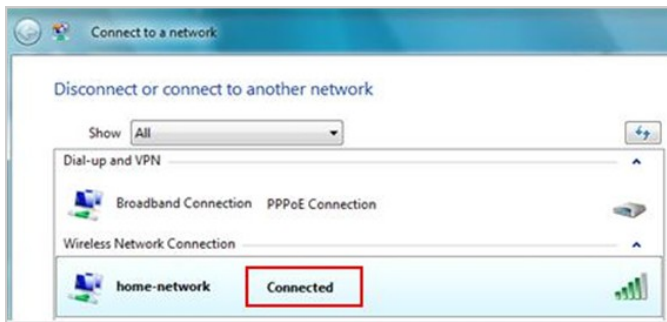 Connect to a network
Disconnect or connect to another network
Show All
Dial-up and VPN
Broadband Connection PPPoE Connection
Wireless Network Connection
home-network Connected